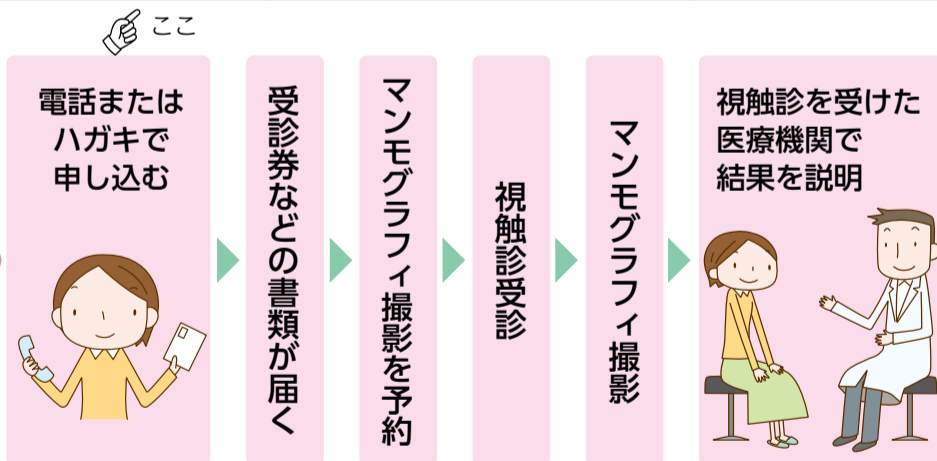 ここ
電話または
ハガキで
申し込む
受診券などの書類が届く
マンモグラフィ撮影を予約
視触診受診
マンモグラフィ撮影
視触診を受けた
医療機関で
結果を説明